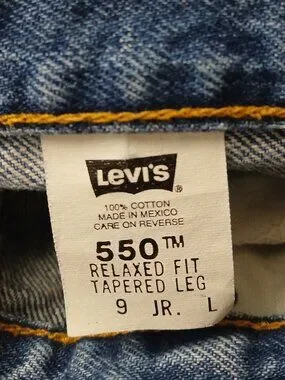 Levi's ®
100% COTTON
MADE IN MEXICO
CARE ON REVERSE
550™
RELAXED FIT
TAPERED LEG
9 JR. L